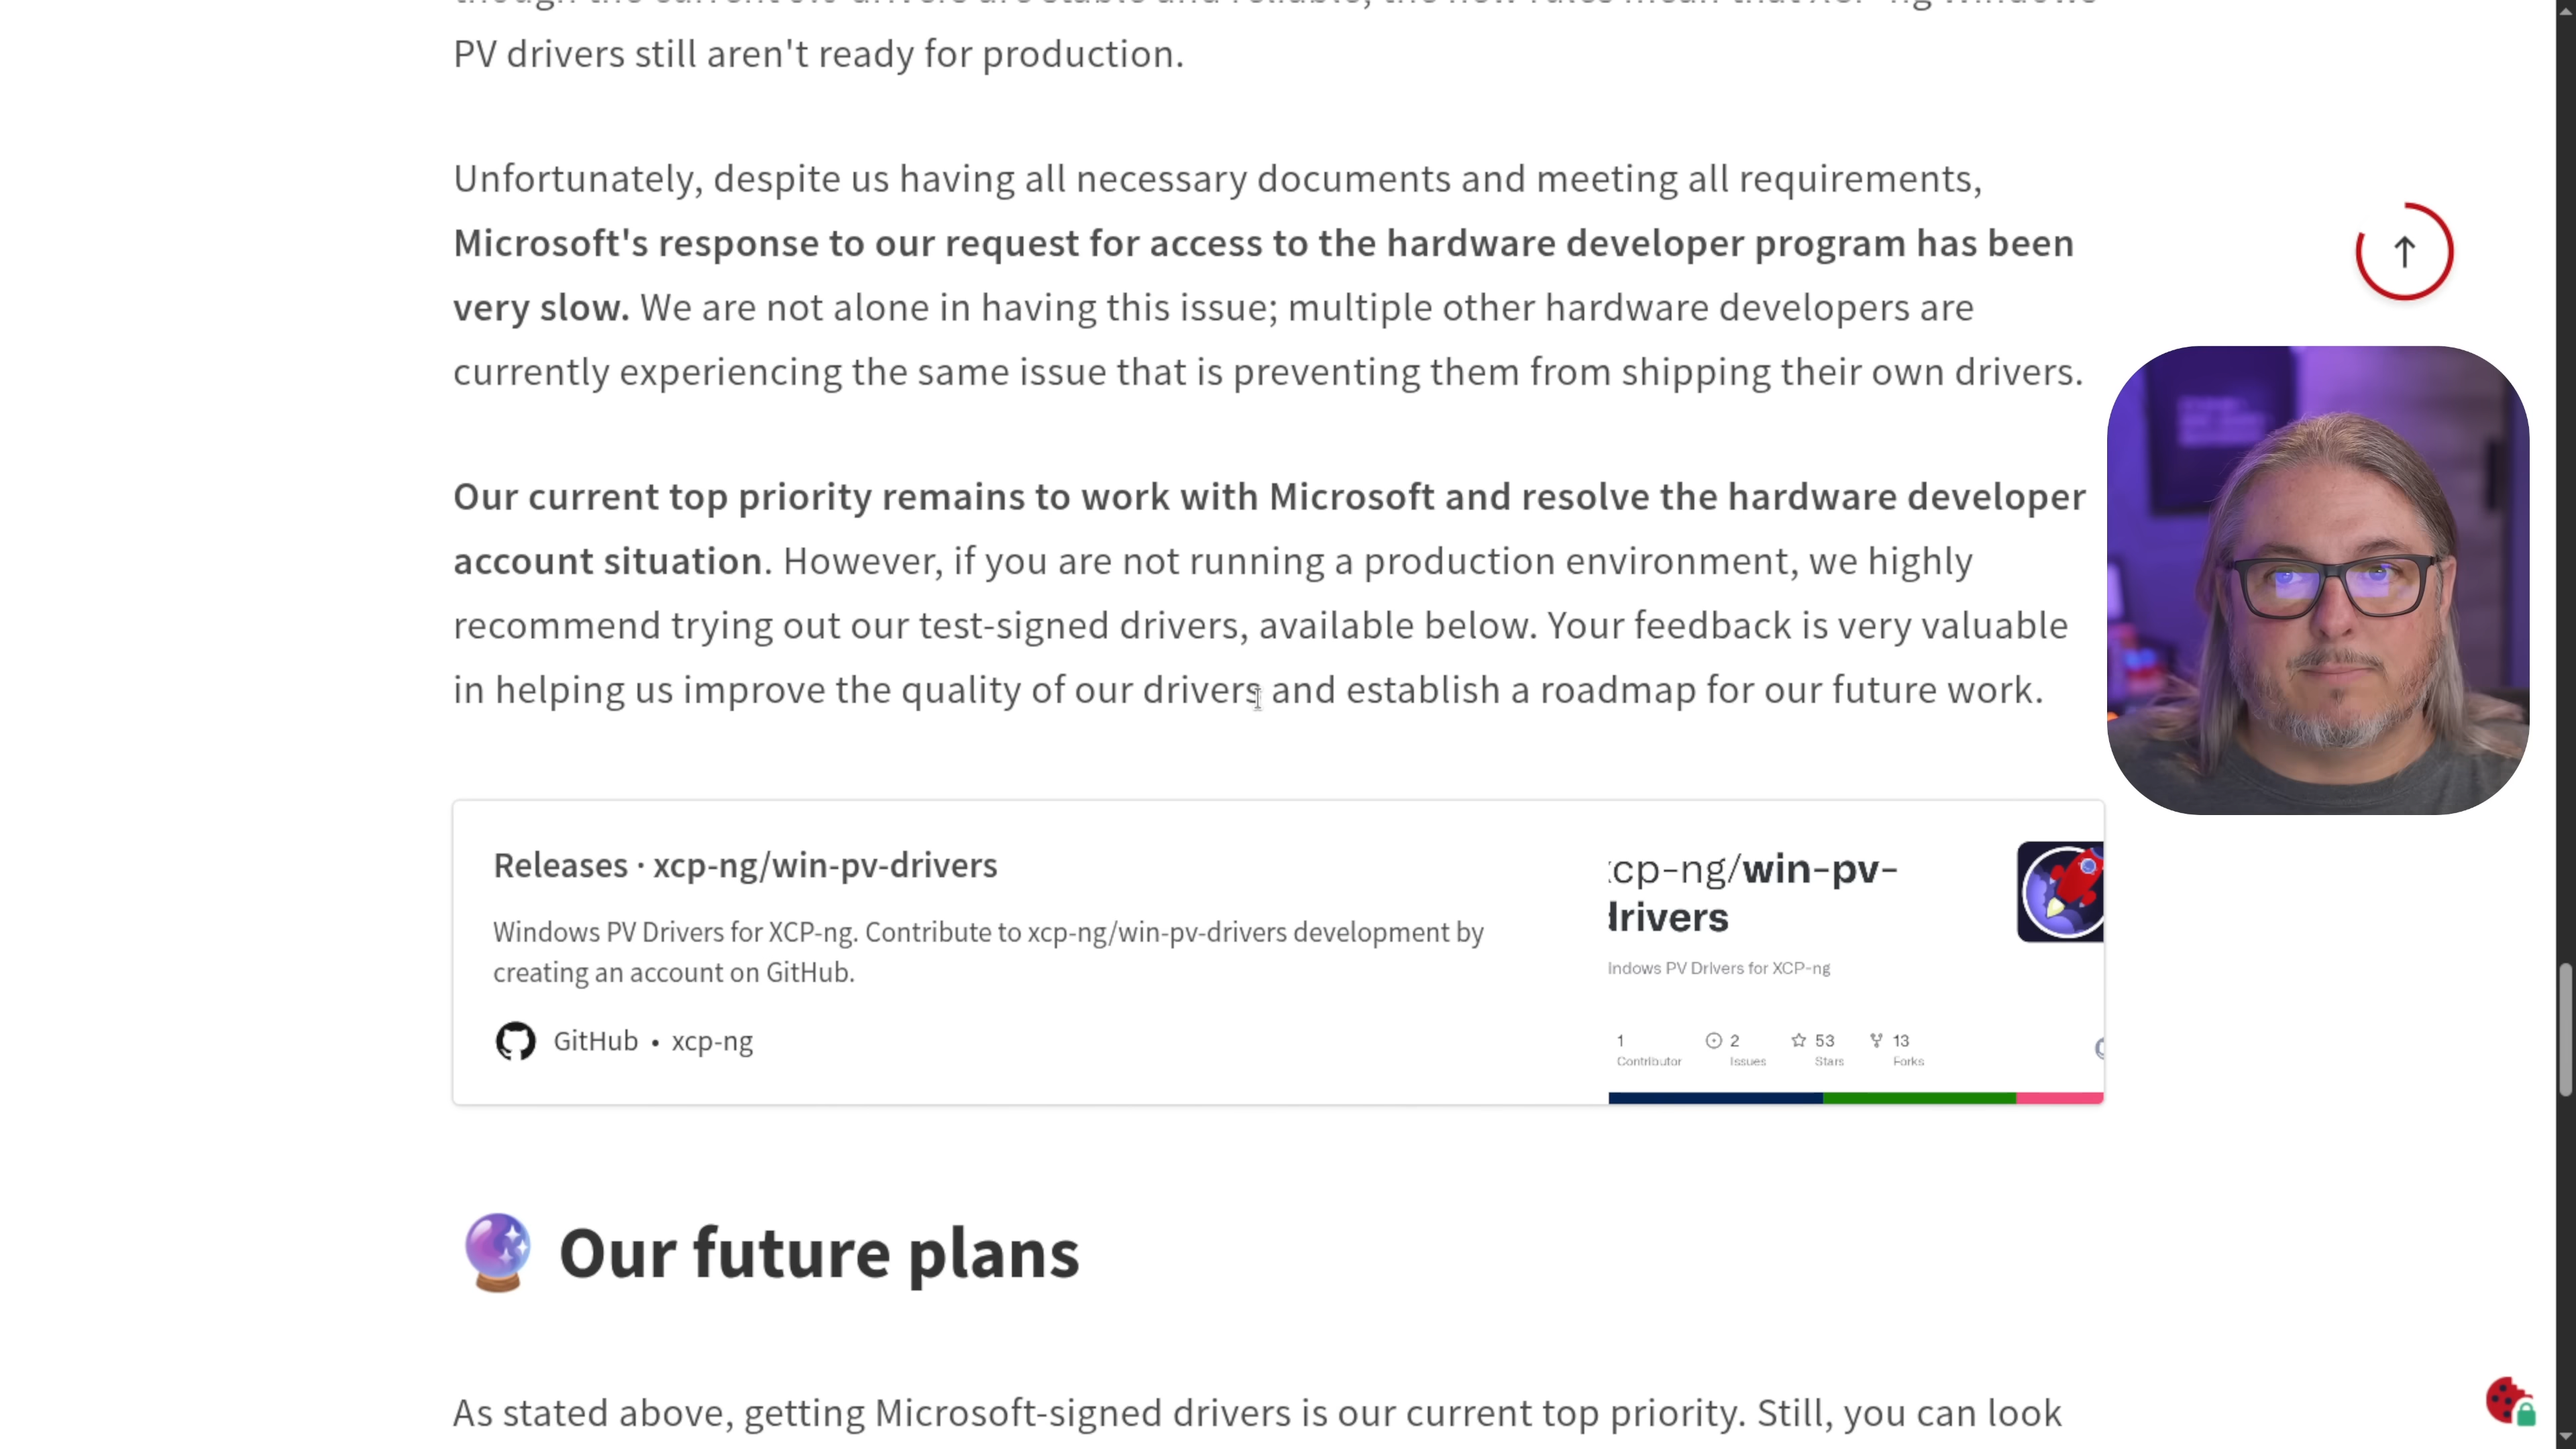 PV drivers still aren't ready for production.
Unfortunately, despite us having all necessary documents and meeting all requirements,
Microsoft's response to our request for access to the hardware developer program has been
very slow. We are not alone in having this issue; multiple other hardware developers are
currently experiencing the same issue that is preventing them from shipping their own drivers.
Our current top priority remains to work with Microsoft and resolve the hardware developer
account situation. However, if you are not running a production environment, we highly
recommend trying out our test-signed drivers, available below. Your feedback is very valuable
in helping us improve the quality of our drivers and establish a roadmap for our future work.
Releases · xcp-ng/win-pv-drivers
Windows PV Drivers for XCP-ng. Contribute to xcp-ng/win-pv-drivers development by
creating an account on GitHub.
GitHub • xcp-ng
cp-ng/win-pv-
rivers
indows PV Drivers for XCP-ng
1 2 53 13
Contributor Issues Stars Forks
Our future plans
As stated above, getting Microsoft-signed drivers is our current top priority. Still, you can look